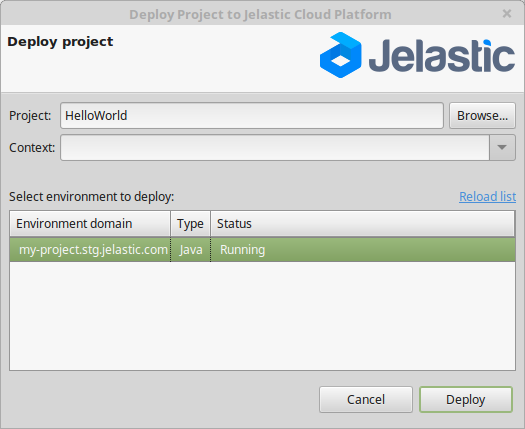 Deploy Project to Jelastic Cloud Platform
Deploy project
Jelastic
Project: HelloWorld Browse...
Context:
Select environment to deploy: Reload list
Environment domain Type Status
my-project.stg.jelastic.com Java Running
Cancel Deploy